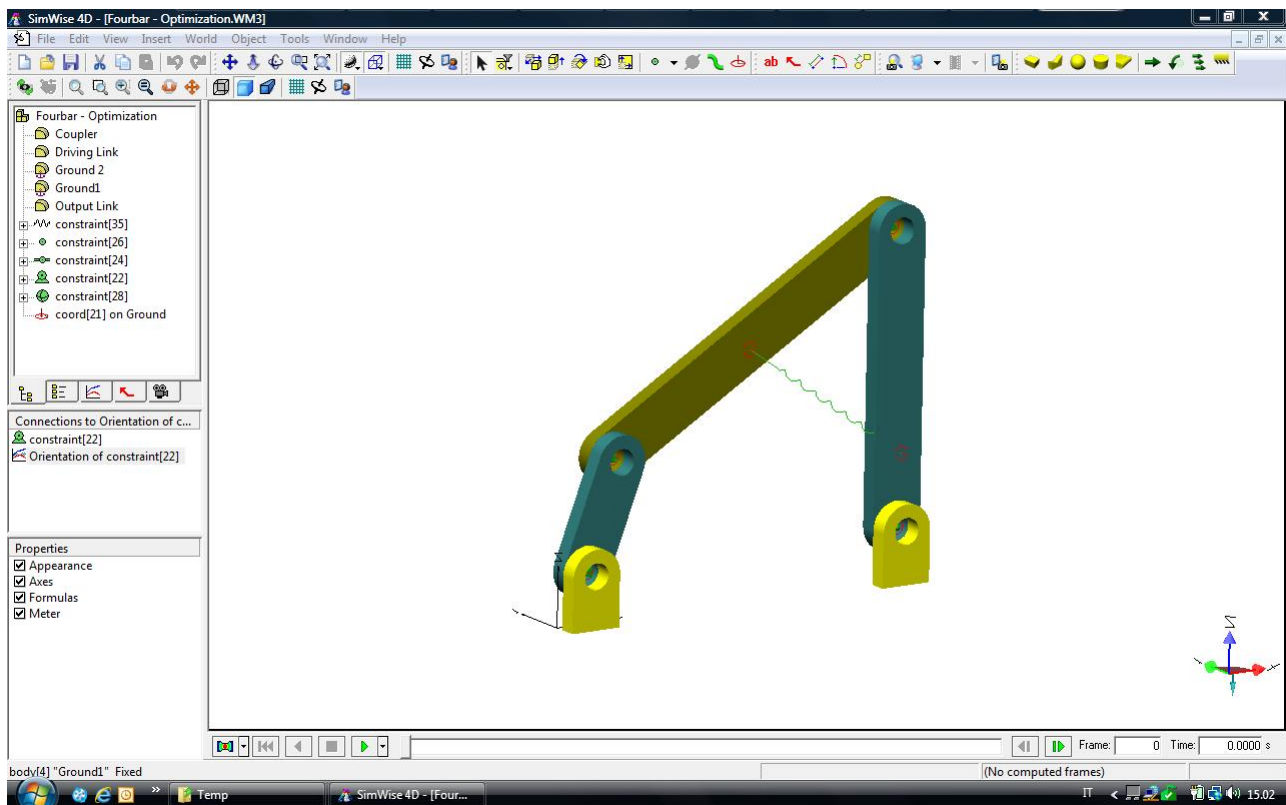 SimWise 4D - [Fourbar - Optimization.WM3]
File Edit View Insert World Object Tools Window Help
ab
Fourbar - Optimization
Coupler
Driving Link
Ground 2
Ground1
Output Link
constraint[35]
constraint[26]
constraint[24]
constraint[22]
constraint[28]
coord[21] on Ground
Connections to Orientation of c...
constraint[22]
Orientation of constraint[22]
Properties
Appearance
Axes
Formulas
Meter
Frame: 0 Time: 0.0000 s
body[4] "Ground1" Fixed
(No computed frames)
Temp
SimWise 4D - [Four...
IT
15.02